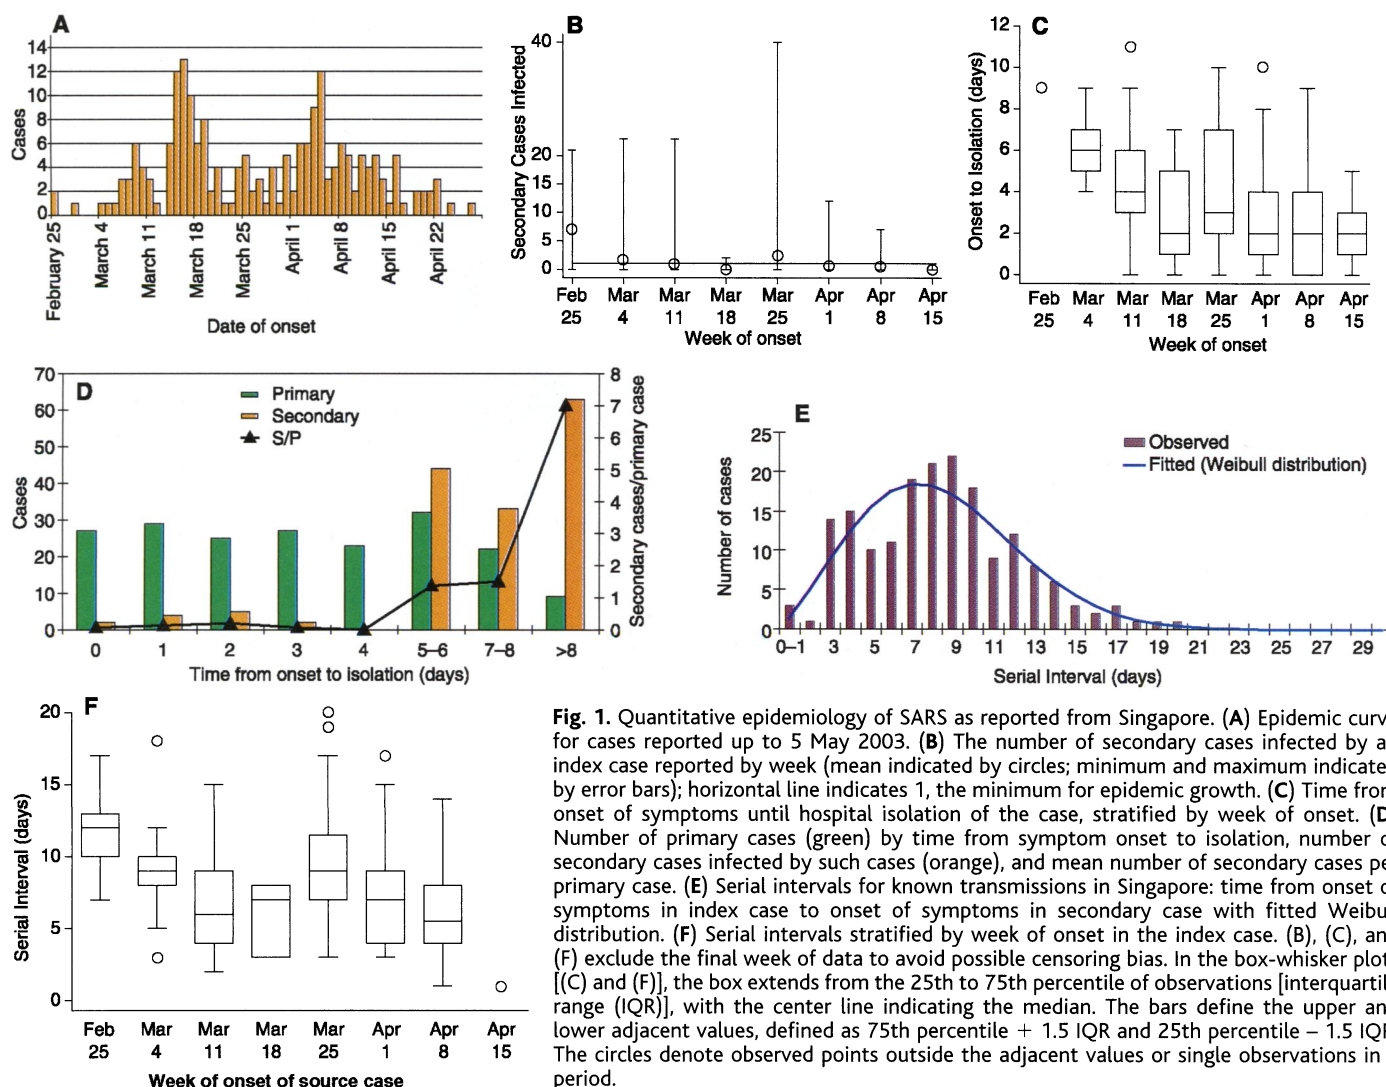 A
14
12
10
8
6
4
2
0
Cases
February 25
March 4
March 11
March 18
March 25
April 1
April 8
April 15
April 22
Date of onset
B
40
20
15
10
5
0
Secondary Cases Infected
Feb Mar Mar Mar Mar Apr Apr Apr
25 4 11 18 25 1 8 15
Week of onset
C
12
10
8
6
4
2
0
Onset to Isolation (days)
Feb Mar Mar Mar Mar Apr Apr Apr
25 4 11 18 25 1 8 15
Week of onset
D
70
60
50
40
30
20
10
0
Cases
Primary
Secondary
S/P
8
7
6
5
4
3
2
1
0
Secondary cases/primary case
0 1 2 3 4 5–6 7–8 >8
Time from onset to isolation (days)
E
25
20
15
10
5
0
Number of cases
Observed
Fitted (Weibull distribution)
0–1 3 5 7 9 11 13 15 17 19 21 23 25 27 29
Serial Interval (days)
F
20
15
10
5
0
Serial Interval (days)
Feb Mar Mar Mar Mar Apr Apr Apr
25 4 11 18 25 1 8 15
Week of onset of source case
Fig. 1. Quantitative epidemiology of SARS as reported from Singapore. (A) Epidemic curv
for cases reported up to 5 May 2003. (B) The number of secondary cases infected by a
index case reported by week (mean indicated by circles; minimum and maximum indicate
by error bars); horizontal line indicates 1, the minimum for epidemic growth. (C) Time from
onset of symptoms until hospital isolation of the case, stratified by week of onset. (D
Number of primary cases (green) by time from symptom onset to isolation, number o
secondary cases infected by such cases (orange), and mean number of secondary cases pe
primary case. (E) Serial intervals for known transmissions in Singapore: time from onset o
symptoms in index case to onset of symptoms in secondary case with fitted Weibu
distribution. (F) Serial intervals stratified by week of onset in the index case. (B), (C), an
(F) exclude the final week of data to avoid possible censoring bias. In the box-whisker plot
[(C) and (F)], the box extends from the 25th to 75th percentile of observations [interquartil
range (IQR)], with the center line indicating the median. The bars define the upper an
lower adjacent values, defined as 75th percentile + 1.5 IQR and 25th percentile – 1.5 IQR
The circles denote observed points outside the adjacent values or single observations in
period.